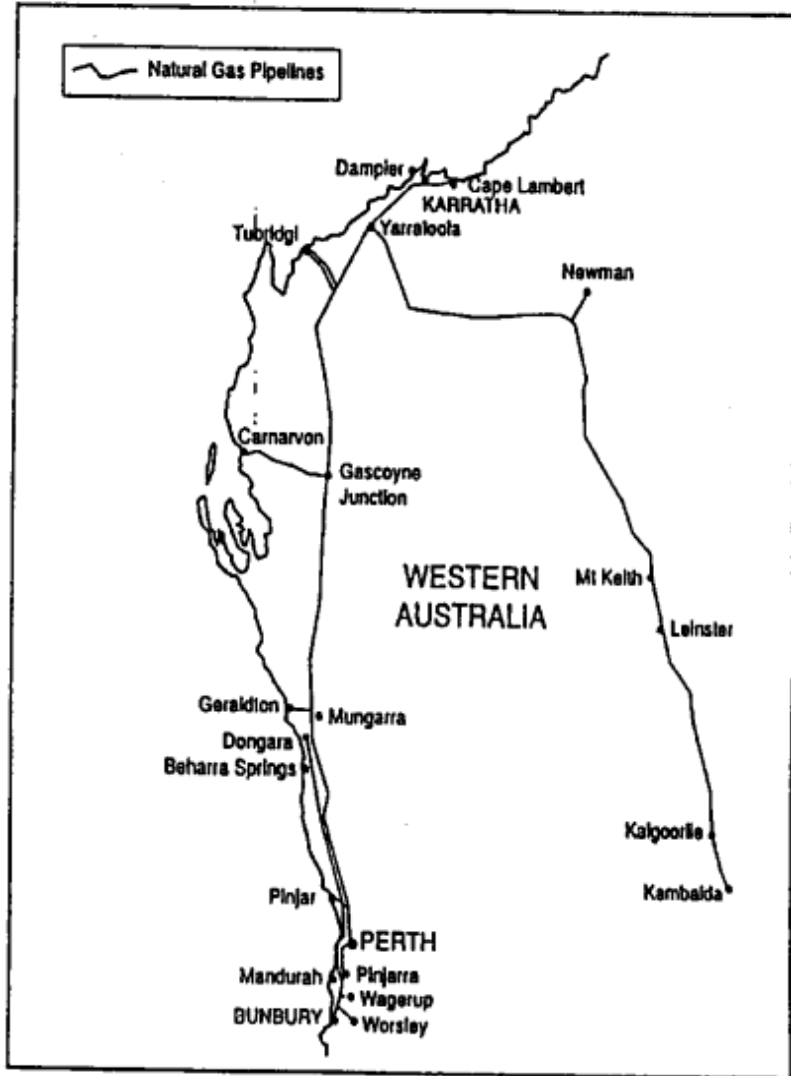 Natural Gas Pipelines
Dampier
Cape Lambert
KARRATHA
Yarraloola
Tubridgi
Newman
Carnarvon
Gascoyne
Junction
WESTERN
AUSTRALIA
Mt Keith
Leinster
Geraldton
Mungarra
Dongara
Beharra Springs
Kalgoorlie
Kambalda
Pinjar
PERTH
Mandurah
Pinjarra
Wagerup
BUNBURY
Worsley